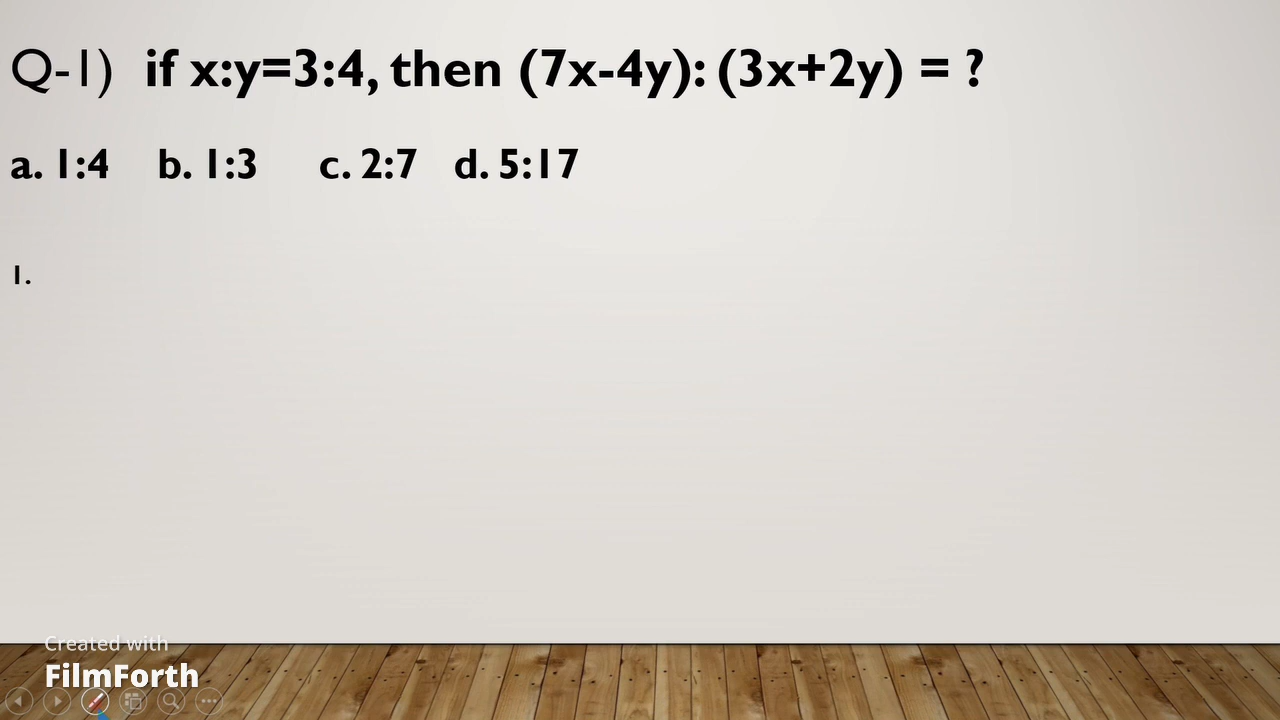 Q-1) if x:y=3:4, then (7x-4y): (3x+2y) = ?
a. 1:4 b. 1:3 c. 2:7 d. 5:17
1.
Created with
FilmForth